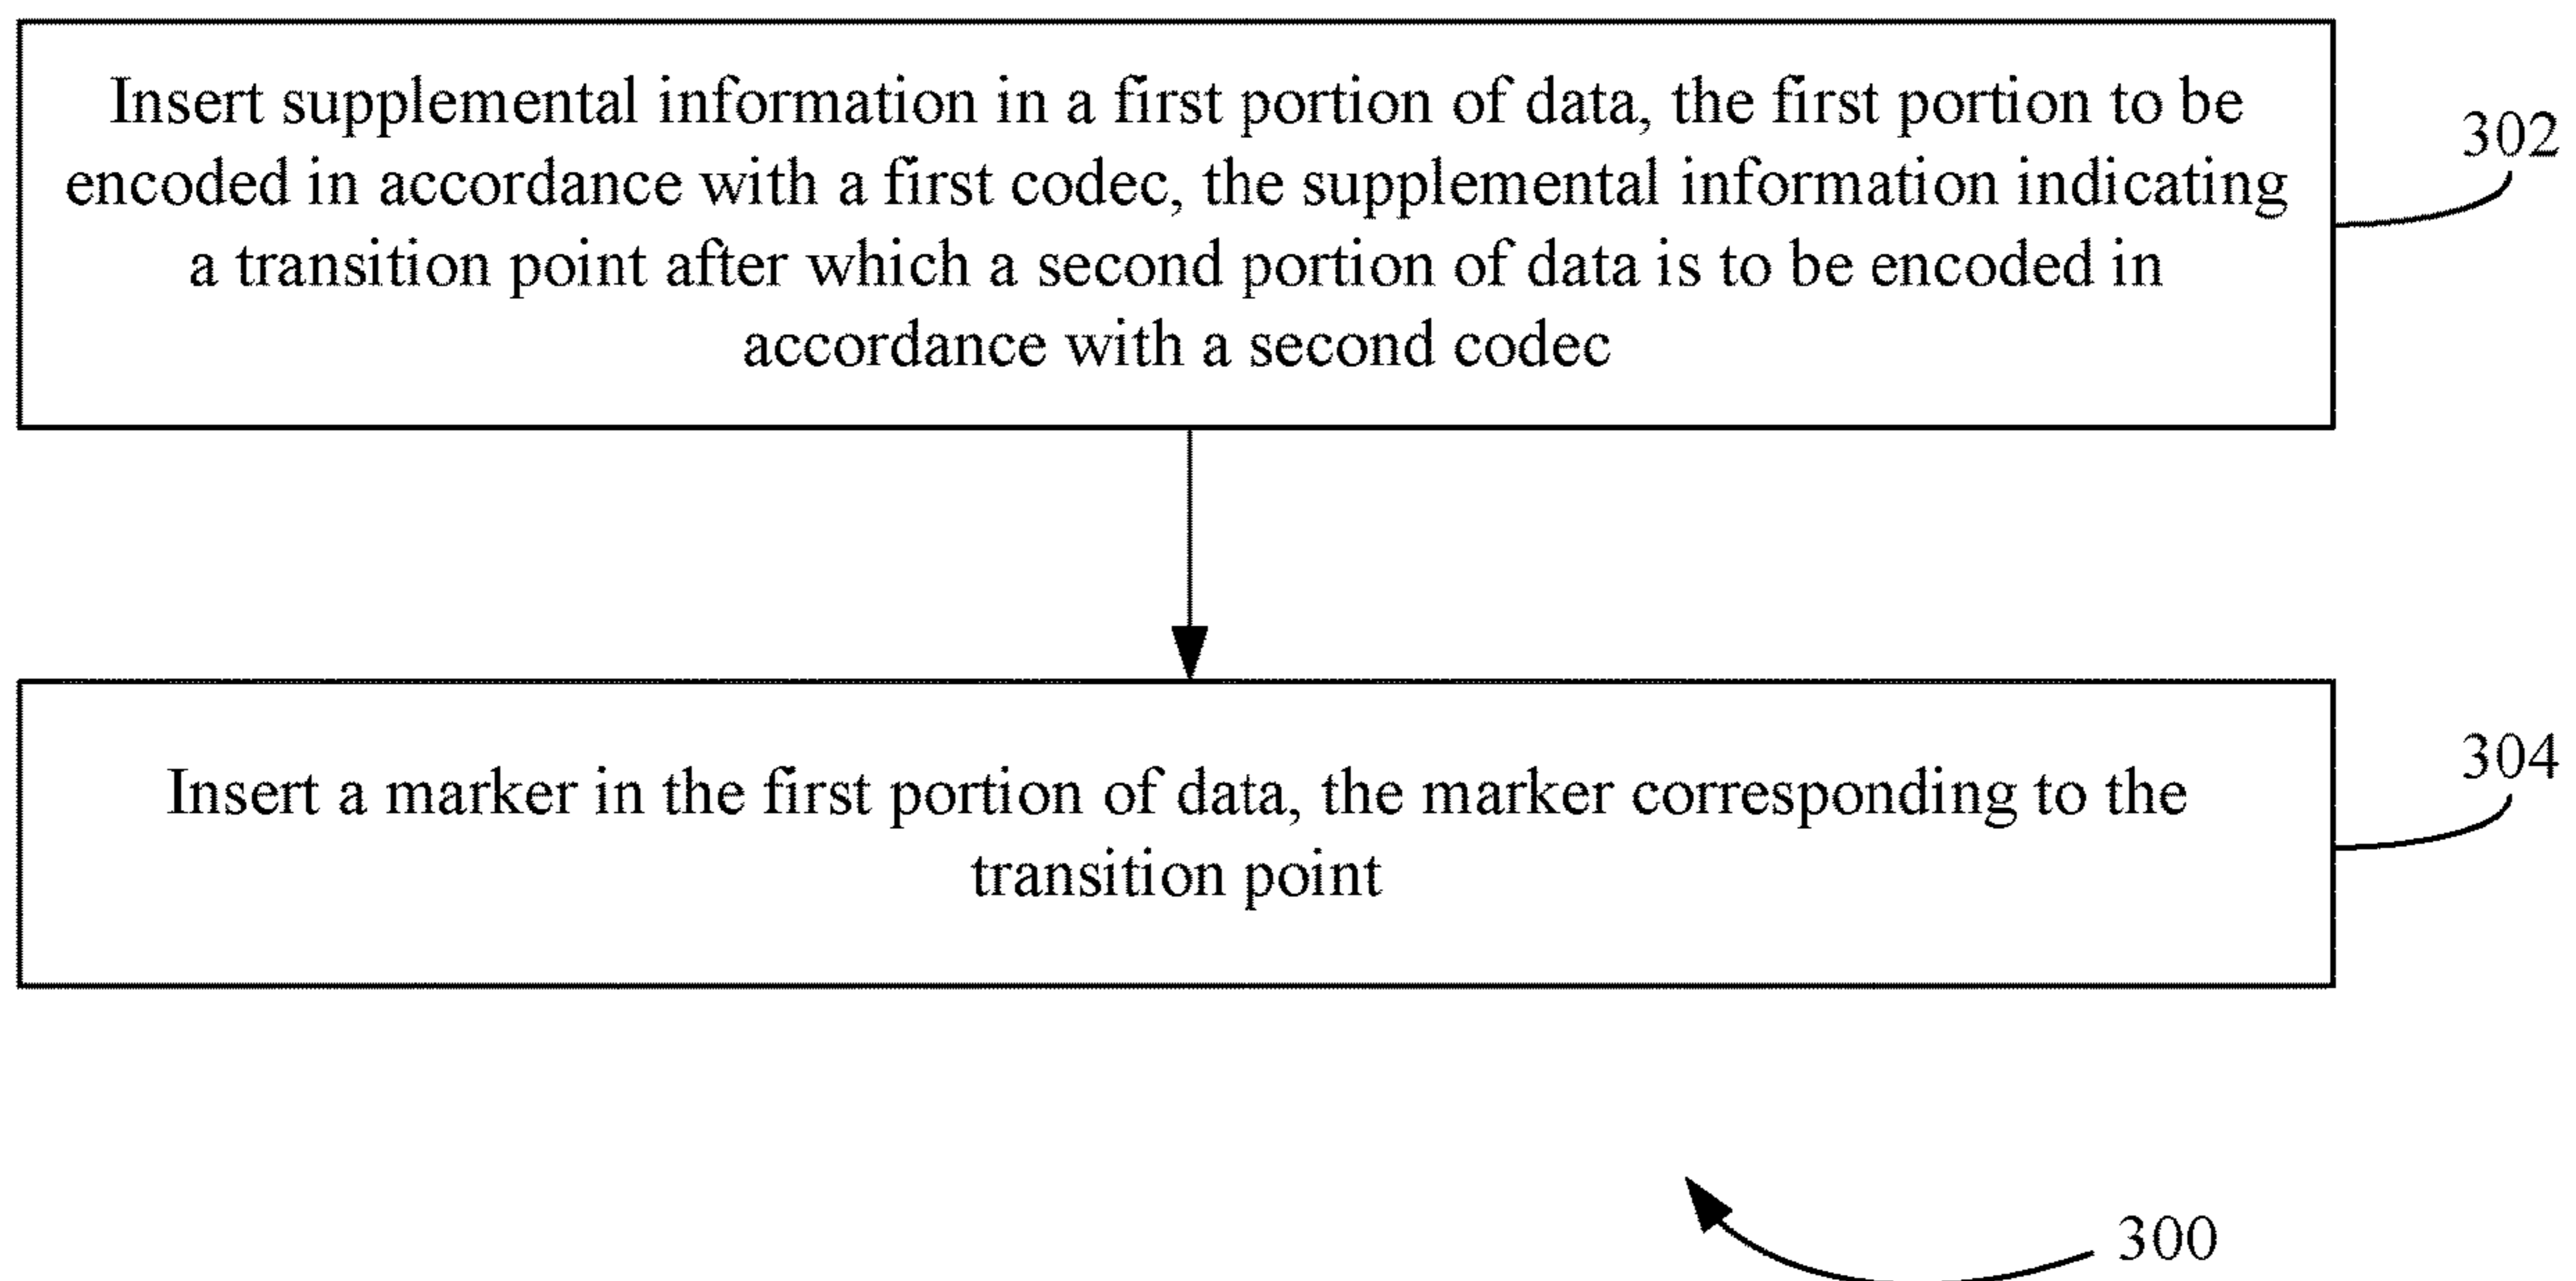 Insert supplemental information in a first portion of data, the first portion to be
encoded in accordance with a first codec, the supplemental information indicating
a transition point after which a second portion of data is to be encoded in
accordance with a second codec
302
Insert a marker in the first portion of data, the marker corresponding to the
transition point
304
300